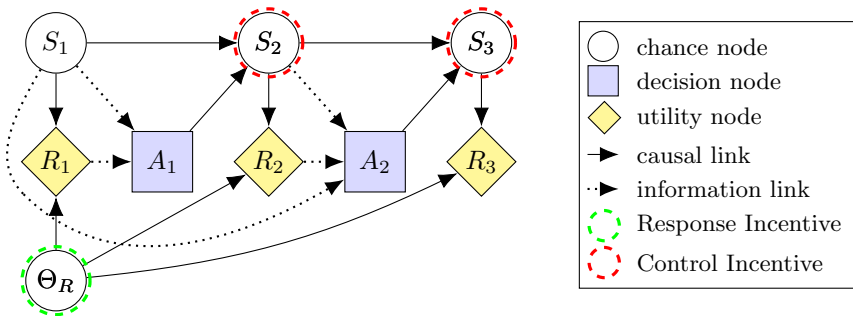 S₁ S₂ S₃
R₁ A₁ R₂ A₂ R₃
Θ_R
chance node
decision node
utility node
causal link
information link
Response Incentive
Control Incentive